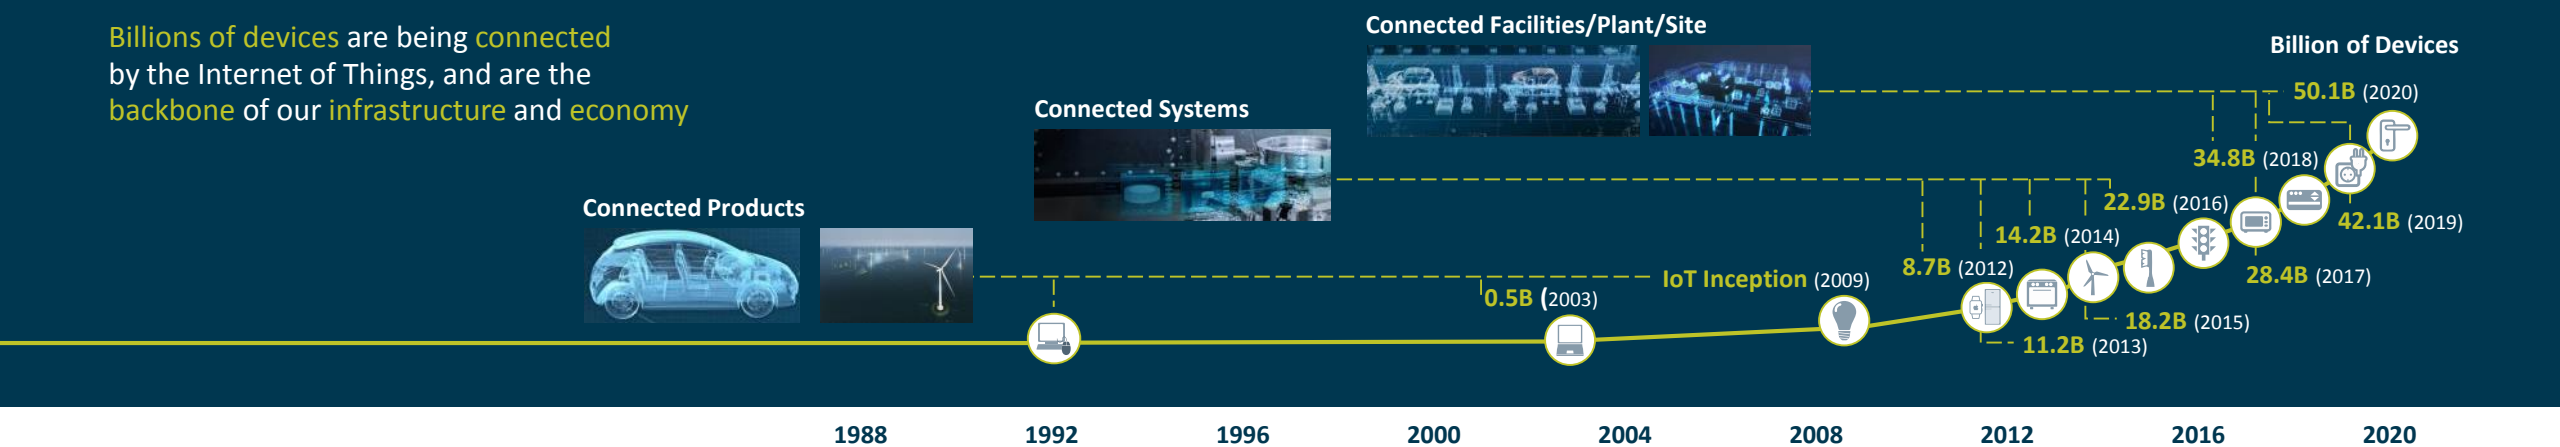 Billions of devices are being connected
by the Internet of Things, and are the
backbone of our infrastructure and economy
Connected Products
Connected Systems
Connected Facilities/Plant/Site
Billion of Devices
50.1B (2020)
34.8B (2018)
22.9B (2016)
42.1B (2019)
14.2B (2014)
8.7B (2012)
28.4B (2017)
IoT Inception (2009)
0.5B (2003)
18.2B (2015)
11.2B (2013)
1988 1992 1996 2000 2004 2008 2012 2016 2020